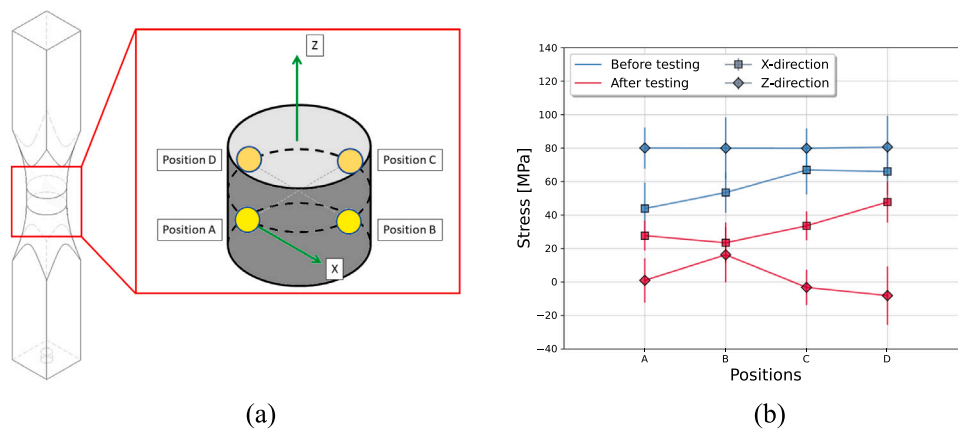 Z
Position D
Position C
Position A
Position B
X
(a)
Before testing
After testing
X-direction
Z-direction
Stress [MPa]
140
120
100
80
60
40
20
0
−20
−40
A
B
C
D
Positions
(b)